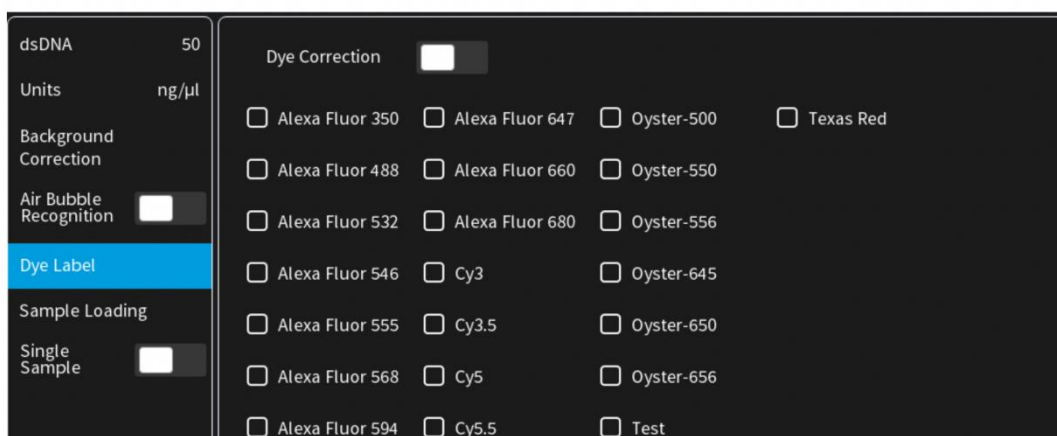 dsDNA 50
Units ng/µl
Background
Correction
Air Bubble
Recognition
Dye Label
Sample Loading
Single
Sample
Dye Correction
Alexa Fluor 350 Alexa Fluor 647 Oyster-500 Texas Red
Alexa Fluor 488 Alexa Fluor 660 Oyster-550
Alexa Fluor 532 Alexa Fluor 680 Oyster-556
Alexa Fluor 546 Cy3 Oyster-645
Alexa Fluor 555 Cy3.5 Oyster-650
Alexa Fluor 568 Cy5 Oyster-656
Alexa Fluor 594 Cy5.5 Test